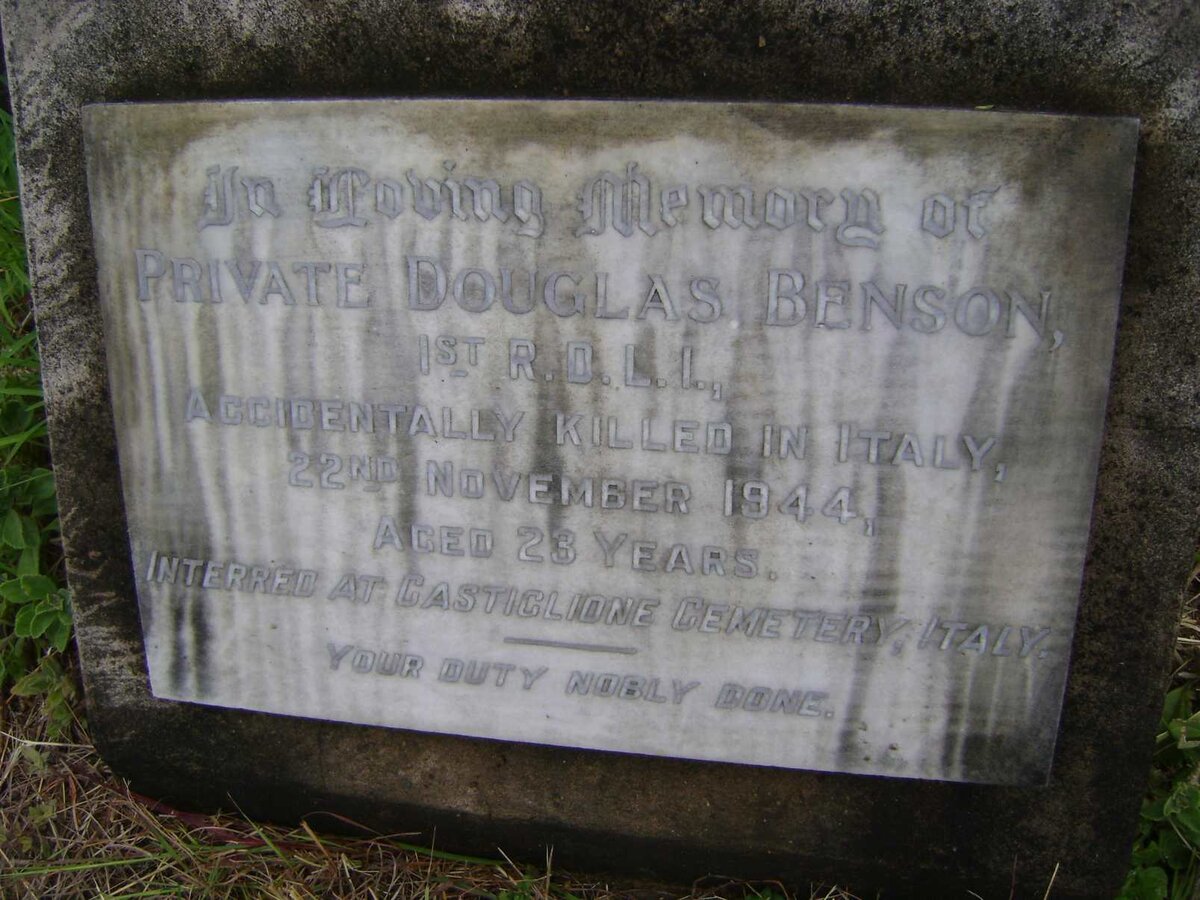 In Loving Memory of
PRIVATE DOUGLAS BENSON,
1ST R.D.L.I.,
ACCIDENTALLY KILLED IN ITALY,
22ND NOVEMBER 1944,
AGED 23 YEARS.
INTERRED AT CASTIGLIONE CEMETERY, ITALY.
YOUR DUTY NOBLY DONE.